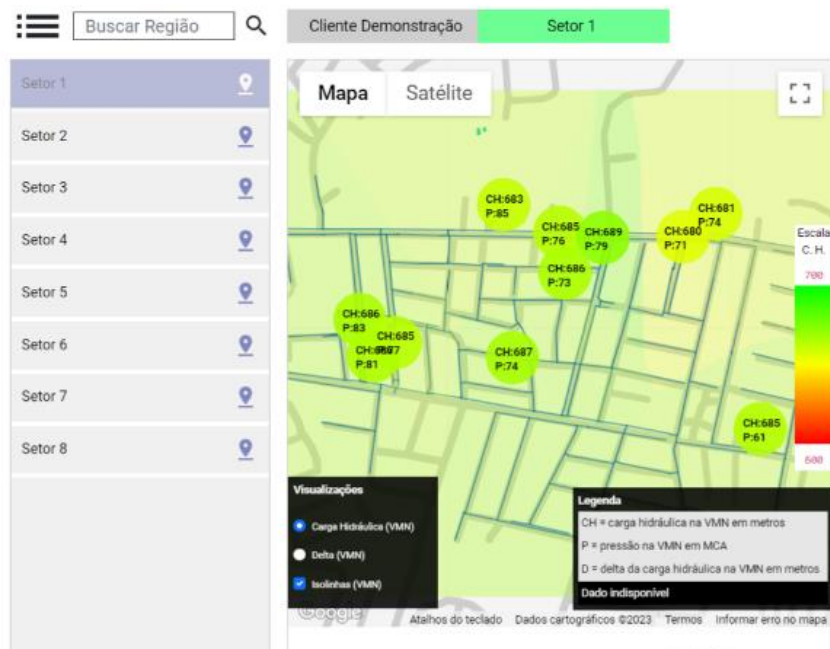 Buscar Região
Cliente Demonstração
Setor 1
Setor 1
Setor 2
Setor 3
Setor 4
Setor 5
Setor 6
Setor 7
Setor 8
Mapa
Satélite
CH:683
P:85
CH:685
P:76
CH:689
P:79
CH:680
P:71
CH:681
P:74
CH:686
P:73
CH:686
P:83
CH:685
P:81
CH:687
P:74
CH:685
P:61
Escala
C. H.
700
600
Visualizações
Carga Hidráulica (VMN)
Delta (VMN)
Isolinhas (VMN)
Legenda
CH = carga hidráulica na VMN em metros
P = pressão na VMN em MCA
D = delta da carga hidráulica na VMN em metros
Dado indisponível
Google
Atalhos do teclado Dados cartográficos ©2023 Termos Informar erro no mapa